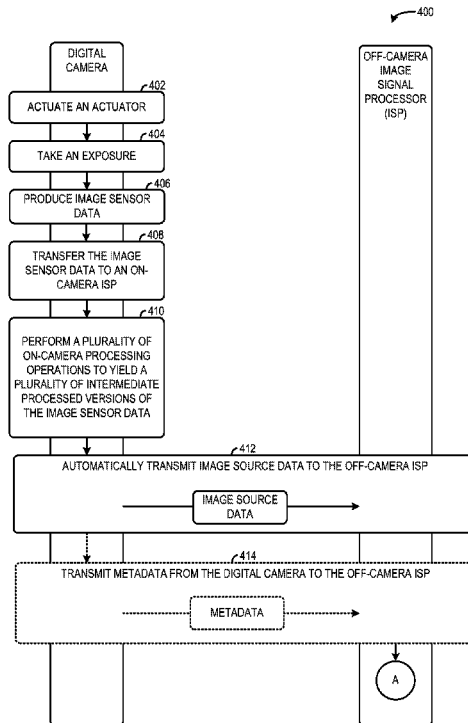 400
DIGITAL
CAMERA
OFF-CAMERA
IMAGE
SIGNAL
PROCESSOR
(ISP)
402
ACTUATE AN ACTUATOR
404
TAKE AN EXPOSURE
406
PRODUCE IMAGE SENSOR
DATA
408
TRANSFER THE IMAGE
SENSOR DATA TO AN ON-
CAMERA ISP
410
PERFORM A PLURALITY OF
ON-CAMERA PROCESSING
OPERATIONS TO YIELD A
PLURALITY OF INTERMEDIATE
PROCESSED VERSIONS OF
THE IMAGE SENSOR DATA
412
AUTOMATICALLY TRANSMIT IMAGE SOURCE DATA TO THE OFF-CAMERA ISP
IMAGE SOURCE
DATA
414
TRANSMIT METADATA FROM THE DIGITAL CAMERA TO THE OFF-CAMERA ISP
METADATA
A